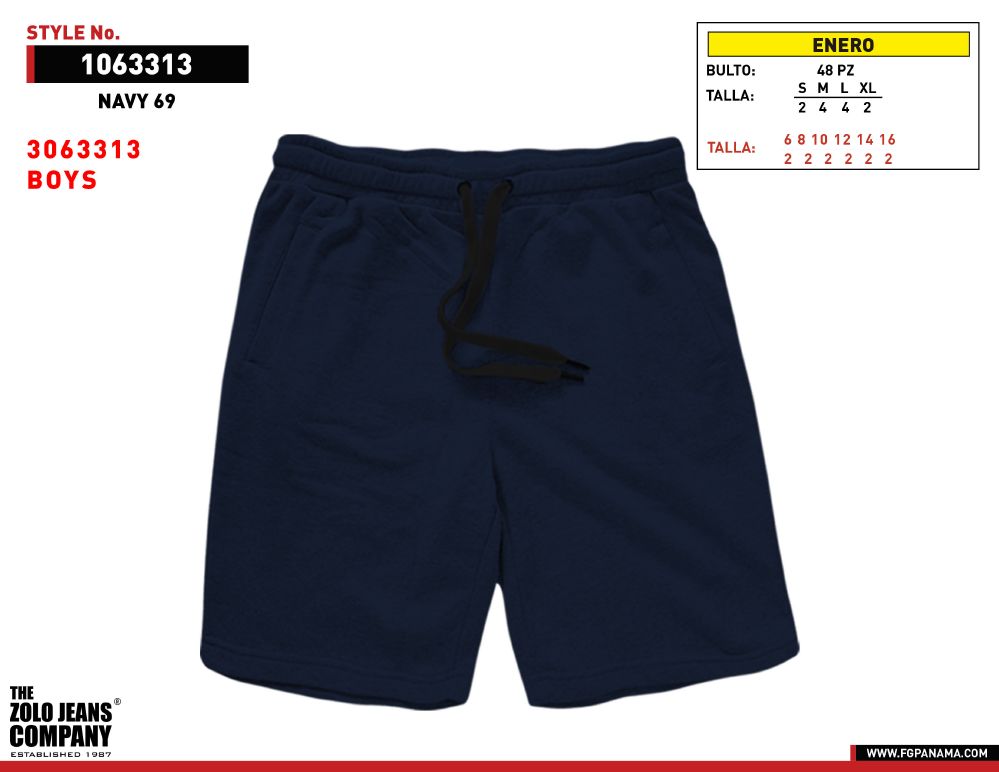 STYLE No.
1063313
NAVY 69
3063313
BOYS
ENERO
BULTO: 48 PZ
TALLA: S M L XL
2 4 4 2
TALLA: 6 8 10 12 14 16
2 2 2 2 2 2
THE
ZOLO JEANS®
COMPANY
ESTABLISHED 1987
WWW.FGPANAMA.COM